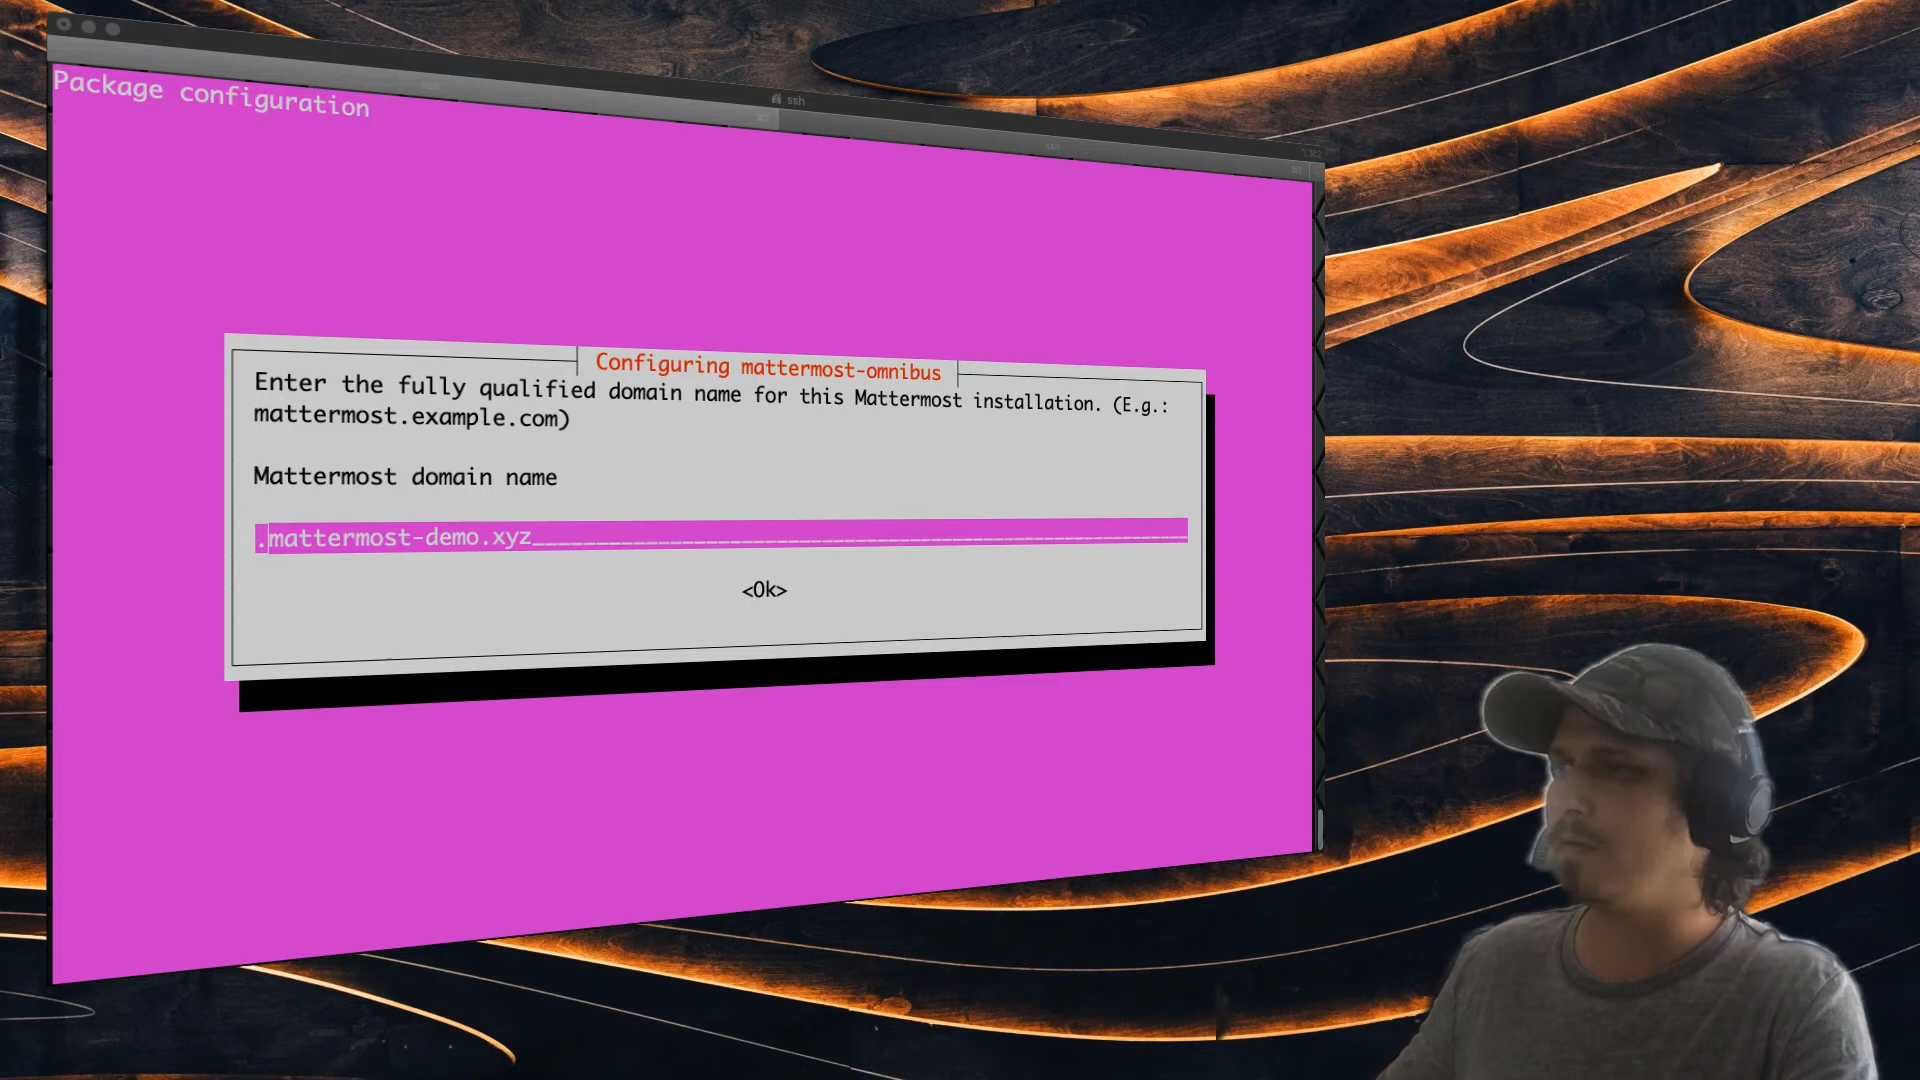 ssh
Package configuration
Configuring mattermost-omnibus
Enter the fully qualified domain name for this Mattermost installation. (E.g.:
mattermost.example.com)
Mattermost domain name
.mattermost-demo.xyz
<Ok>